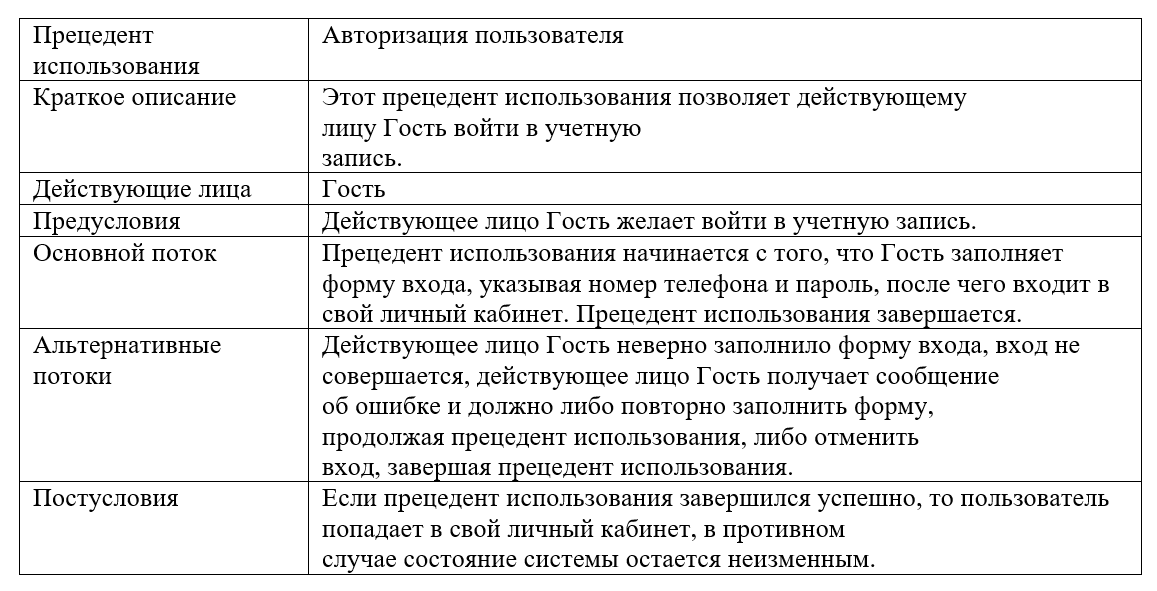 Прецедент
использования
Авторизация пользователя
Краткое описание
Этот прецедент использования позволяет действующему
лицу Гость войти в учетную
запись.
Действующие лица
Гость
Предусловия
Действующее лицо Гость желает войти в учетную запись.
Основной поток
Прецедент использования начинается с того, что Гость заполняет
форму входа, указывая номер телефона и пароль, после чего входит в
свой личный кабинет. Прецедент использования завершается.
Альтернативные
потоки
Действующее лицо Гость неверно заполнило форму входа, вход не
совершается, действующее лицо Гость получает сообщение
об ошибке и должно либо повторно заполнить форму,
продолжая прецедент использования, либо отменить
вход, завершая прецедент использования.
Постусловия
Если прецедент использования завершился успешно, то пользователь
попадает в свой личный кабинет, в противном
случае состояние системы остается неизменным.